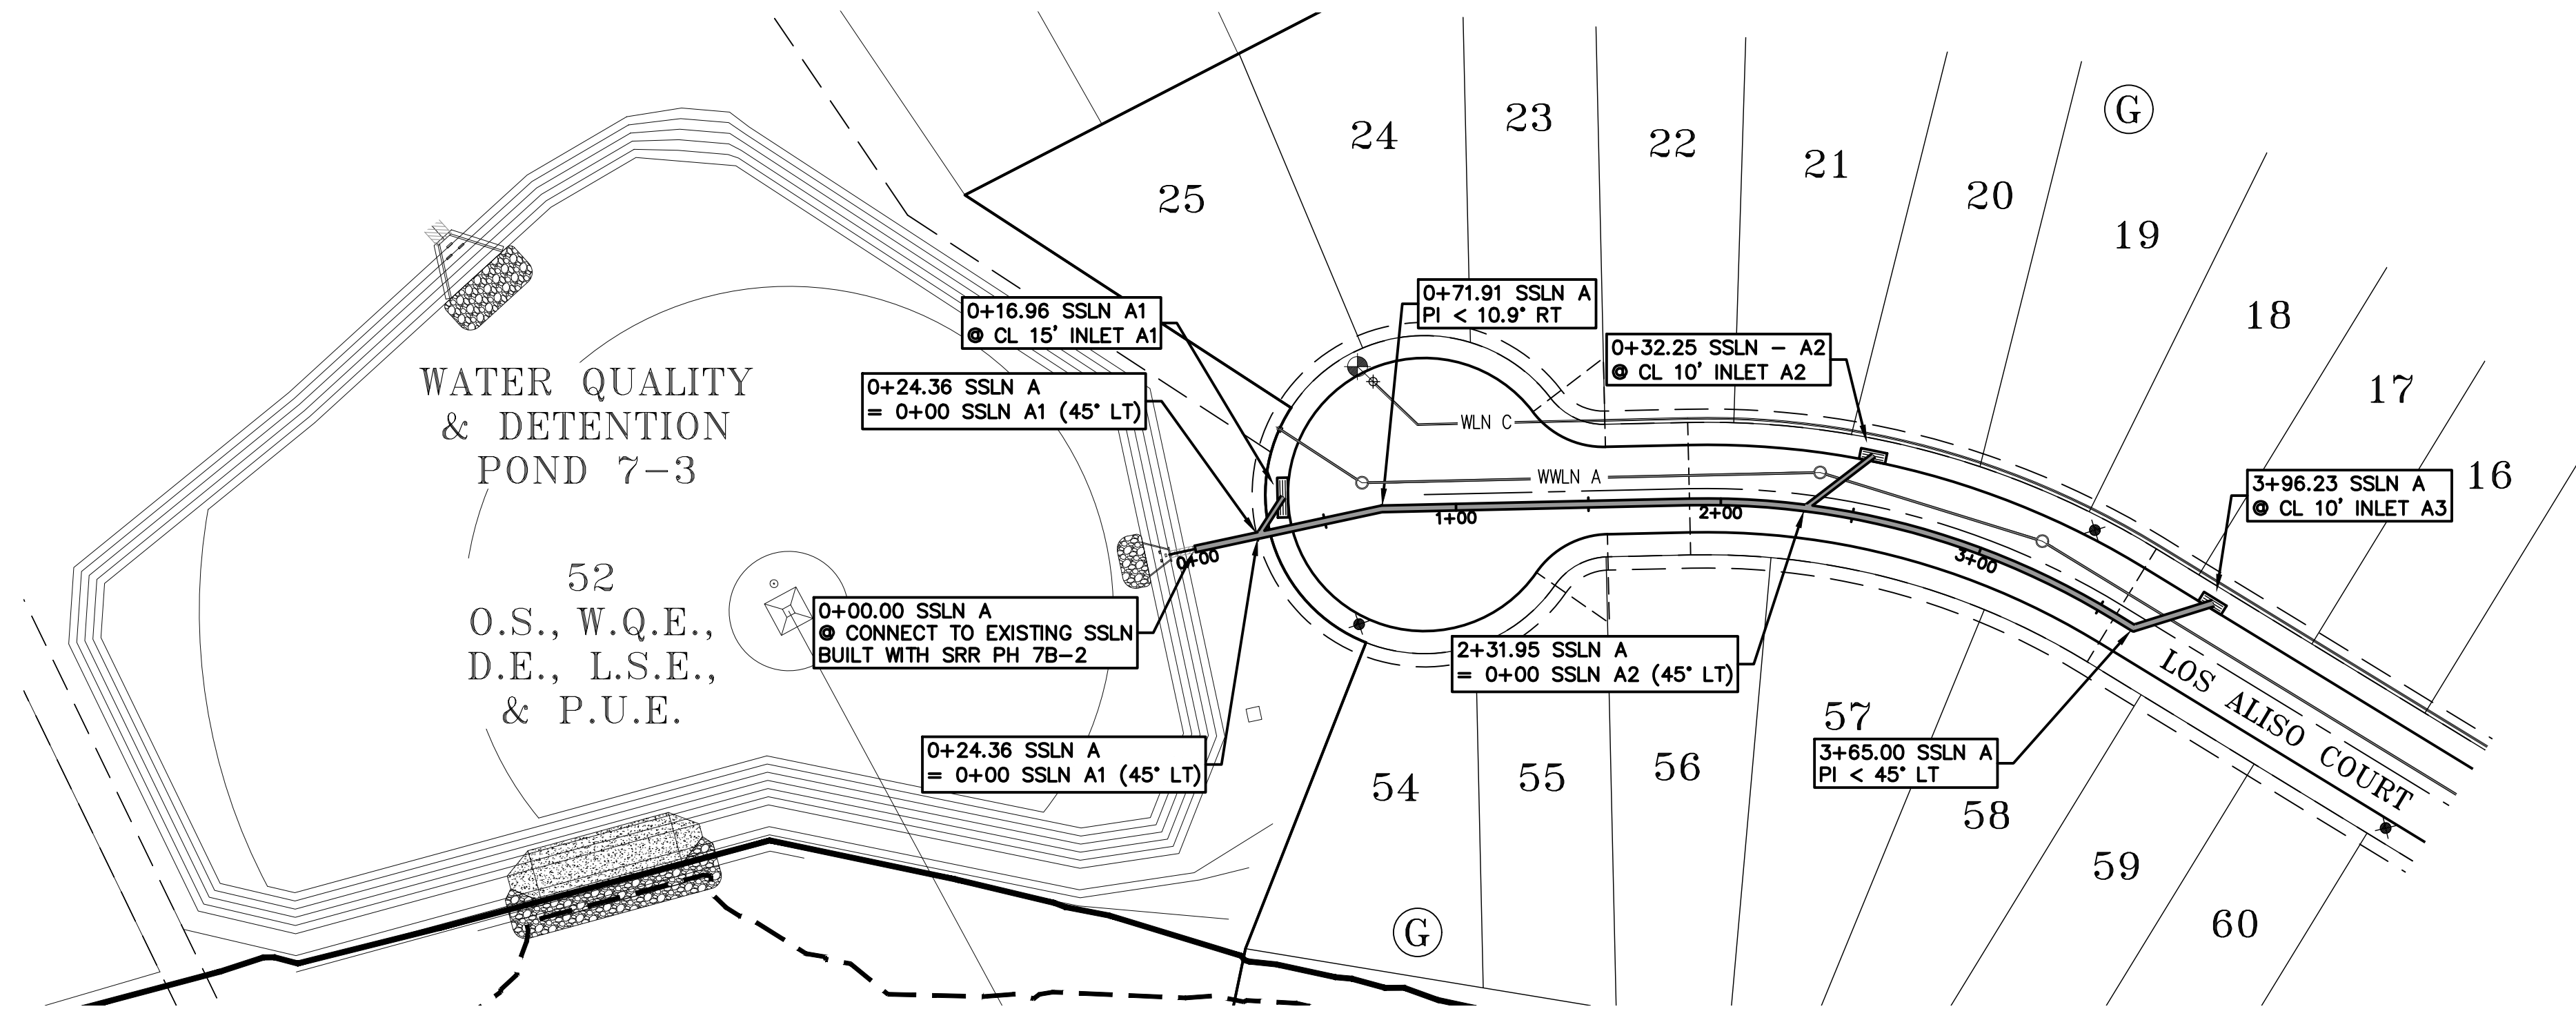 G
24
23
22
21
20
19
18
17
16
25
0+16.96 SSLN A1
@ CL 15' INLET A1
0+71.91 SSLN A
PI < 10.9° RT
0+32.25 SSLN - A2
@ CL 10' INLET A2
0+24.36 SSLN A
= 0+00 SSLN A1 (45° LT)
WATER QUALITY
& DETENTION
POND 7-3
WLN C
WWLN A
3+96.23 SSLN A
@ CL 10' INLET A3
0+00
1+00
2+00
3+00
52
O.S., W.Q.E.,
D.E., L.S.E.,
& P.U.E.
0+00.00 SSLN A
@ CONNECT TO EXISTING SSLN
BUILT WITH SRR PH 7B-2
2+31.95 SSLN A
= 0+00 SSLN A2 (45° LT)
LOS ALISO COURT
0+24.36 SSLN A
= 0+00 SSLN A1 (45° LT)
3+65.00 SSLN A
PI < 45° LT
54
55
56
57
58
59
60
G